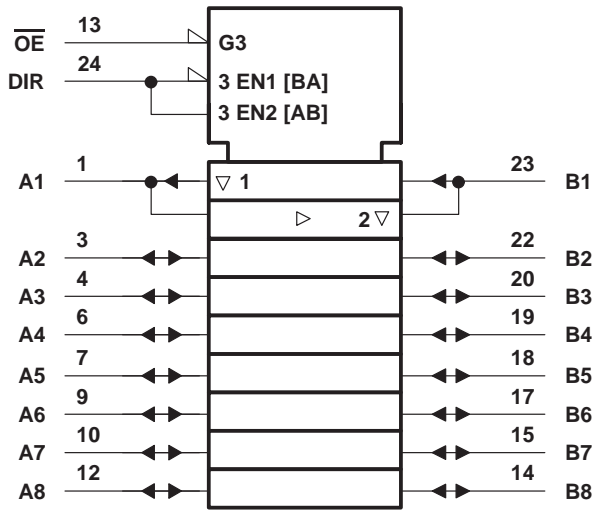 OE 13 G3
DIR 24 3 EN1 [BA]
3 EN2 [AB]
A1 1 1 23 B1
2
A2 3 22 B2
A3 4 20 B3
A4 6 19 B4
A5 7 18 B5
A6 9 17 B6
A7 10 15 B7
A8 12 14 B8